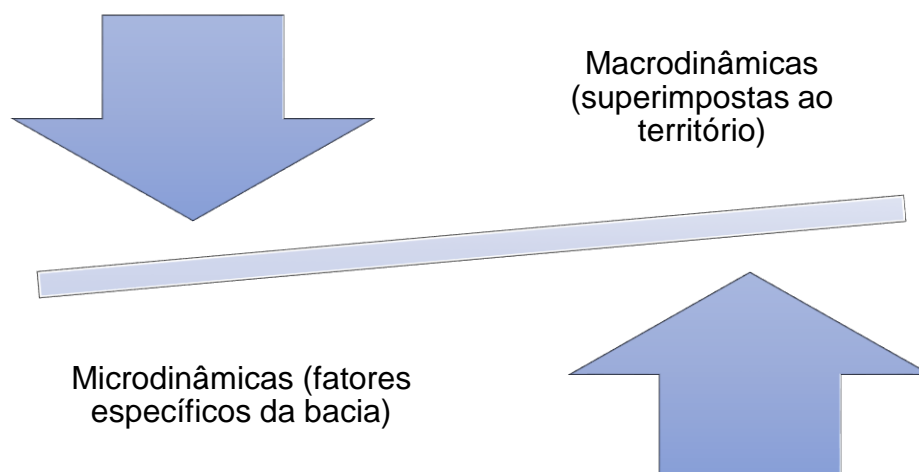 Macrodinâmicas
(superimpostas ao
território)
Microdinâmicas (fatores
específicos da bacia)